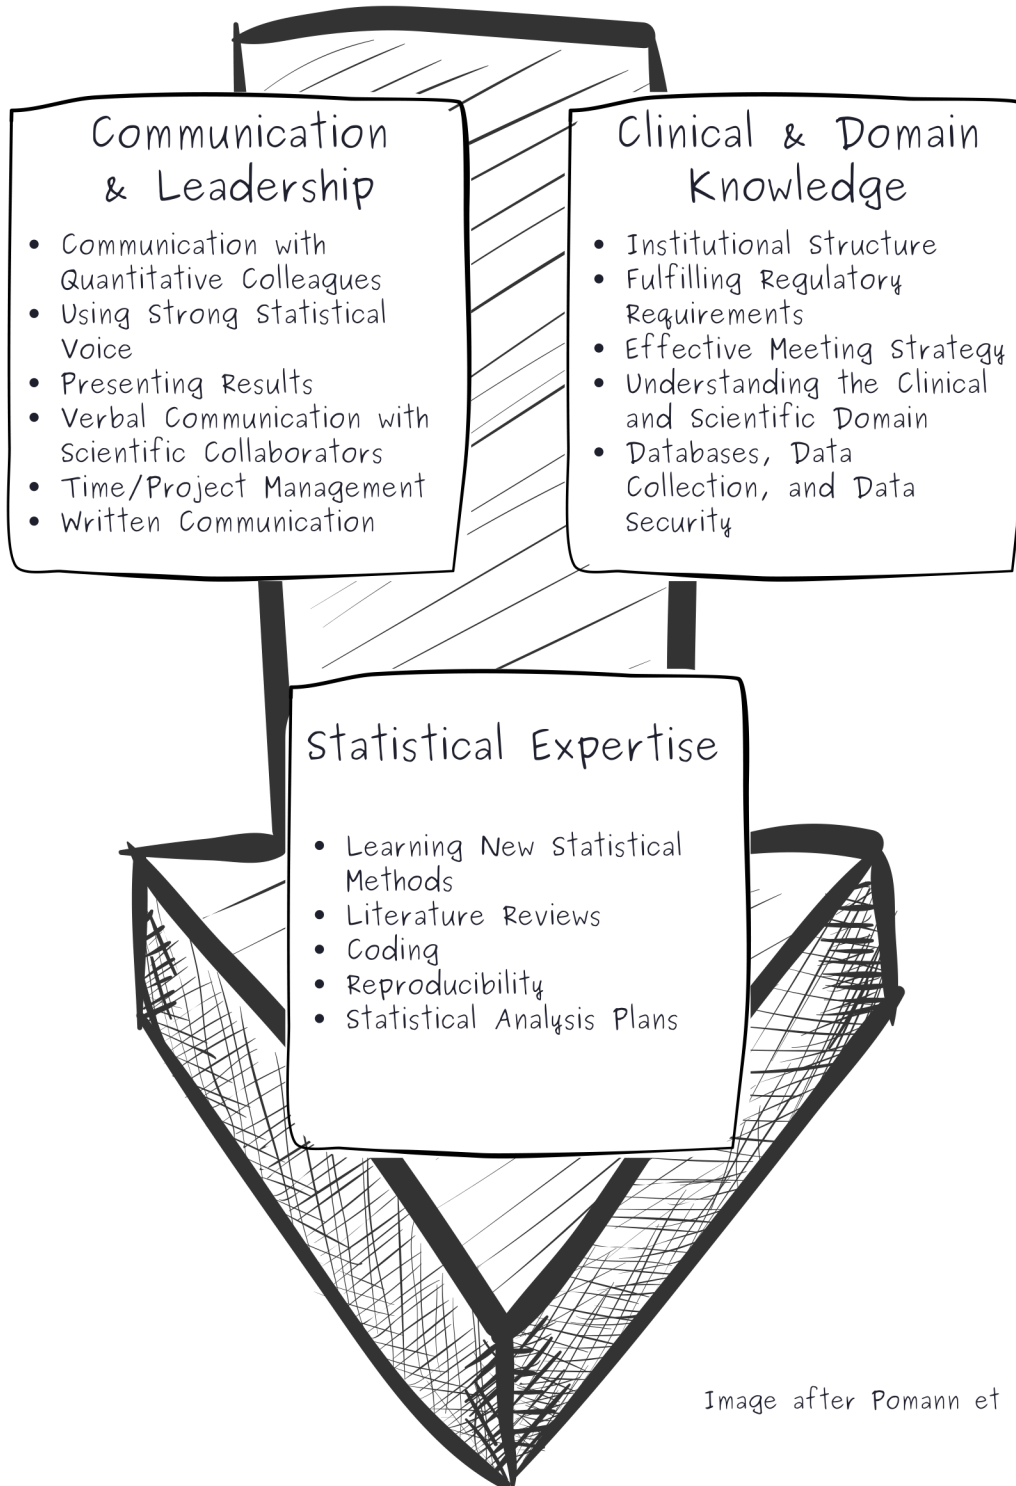 Communication
& Leadership
• Communication with
Quantitative Colleagues
• Using Strong Statistical
Voice
• Presenting Results
• Verbal Communication with
Scientific Collaborators
• Time/Project Management
• Written Communication
Clinical & Domain
Knowledge
• Institutional Structure
• Fulfilling Regulatory
Requirements
• Effective Meeting Strategy
• Understanding the Clinical
and Scientific Domain
• Databases, Data
Collection, and Data
Security
Statistical Expertise
• Learning New Statistical
Methods
• Literature Reviews
• Coding
• Reproducibility
• Statistical Analysis Plans
Image after Pomann et